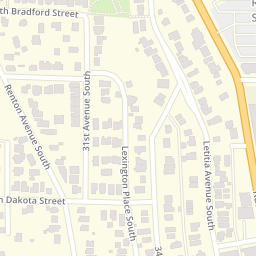 th Bradford Street
Renton Avenue South
31st Avenue South
Lexington Place South
Letitia Avenue South
h Dakota Street
34
R